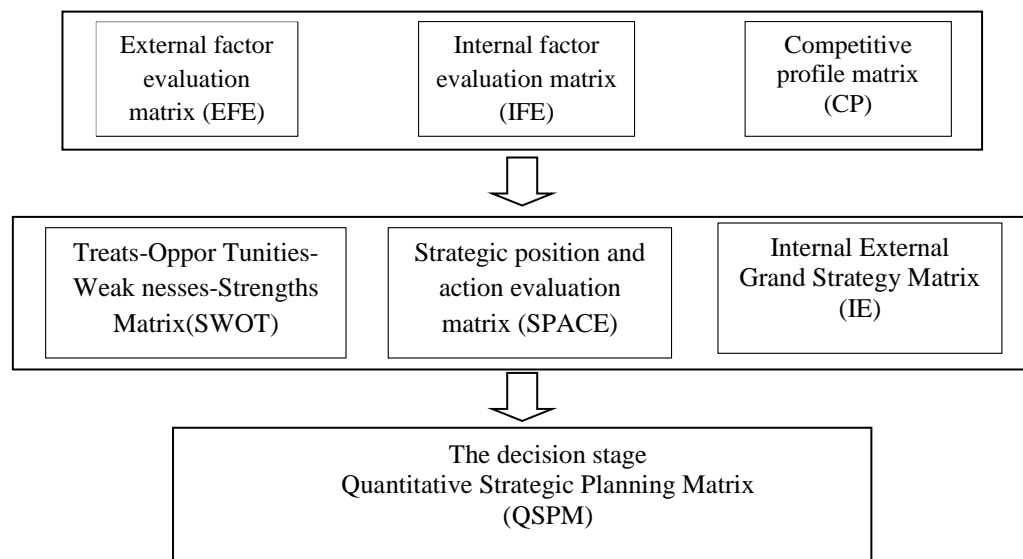 External factor
evaluation
matrix (EFE)
Internal factor
evaluation matrix
(IFE)
Competitive
profile matrix
(CP)
Treats-Oppor Tunities-
Weak nesses-Strengths
Matrix(SWOT)
Strategic position and
action evaluation
matrix (SPACE)
Internal External
Grand Strategy Matrix
(IE)
The decision stage
Quantitative Strategic Planning Matrix
(QSPM)